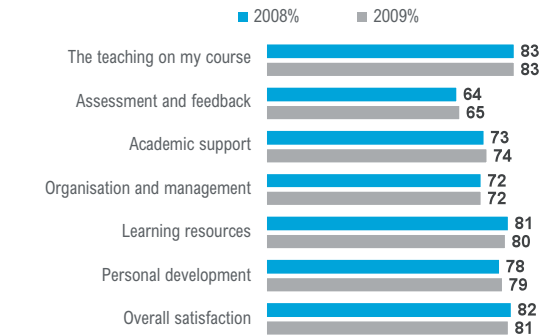 2008% 2009%
The teaching on my course 83
83
Assessment and feedback 64
65
Academic support 73
74
Organisation and management 72
72
Learning resources 81
80
Personal development 78
79
Overall satisfaction 82
81